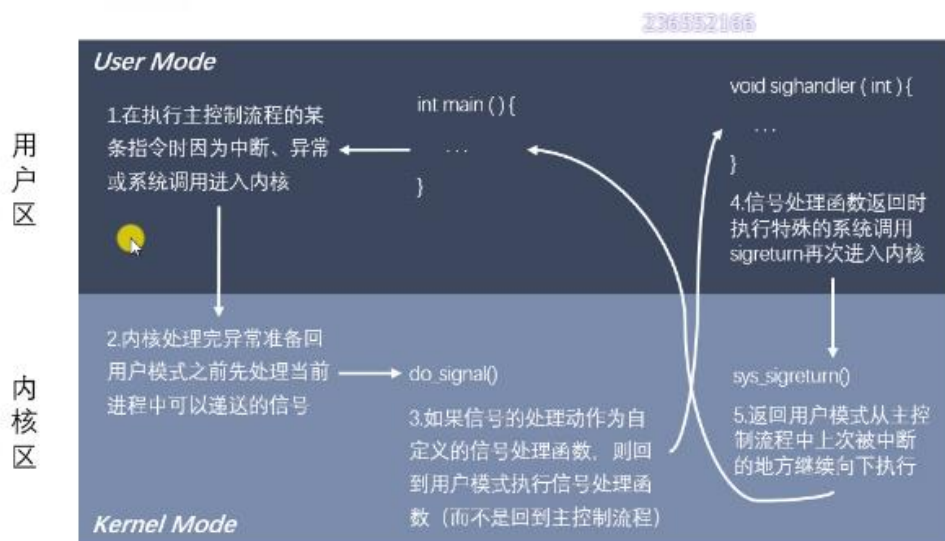 236552166
User Mode
1.在执行主控制流程的某
条指令时因为中断、异常
或系统调用进入内核
int main ( ) {
...
}
void sighandler ( int ) {
...
}
4.信号处理函数返回时
执行特殊的系统调用
sigreturn再次进入内核
用
户
区
2.内核处理完异常准备回
用户模式之前先处理当前
进程中可以递送的信号
do_signal()
3.如果信号的处理动作为自
定义的信号处理函数，则回
到用户模式执行信号处理函
数（而不是回到主控制流程）
sys_sigreturn()
5.返回用户模式从主控
制流程中上次被中断
的地方继续向下执行
内
核
区
Kernel Mode